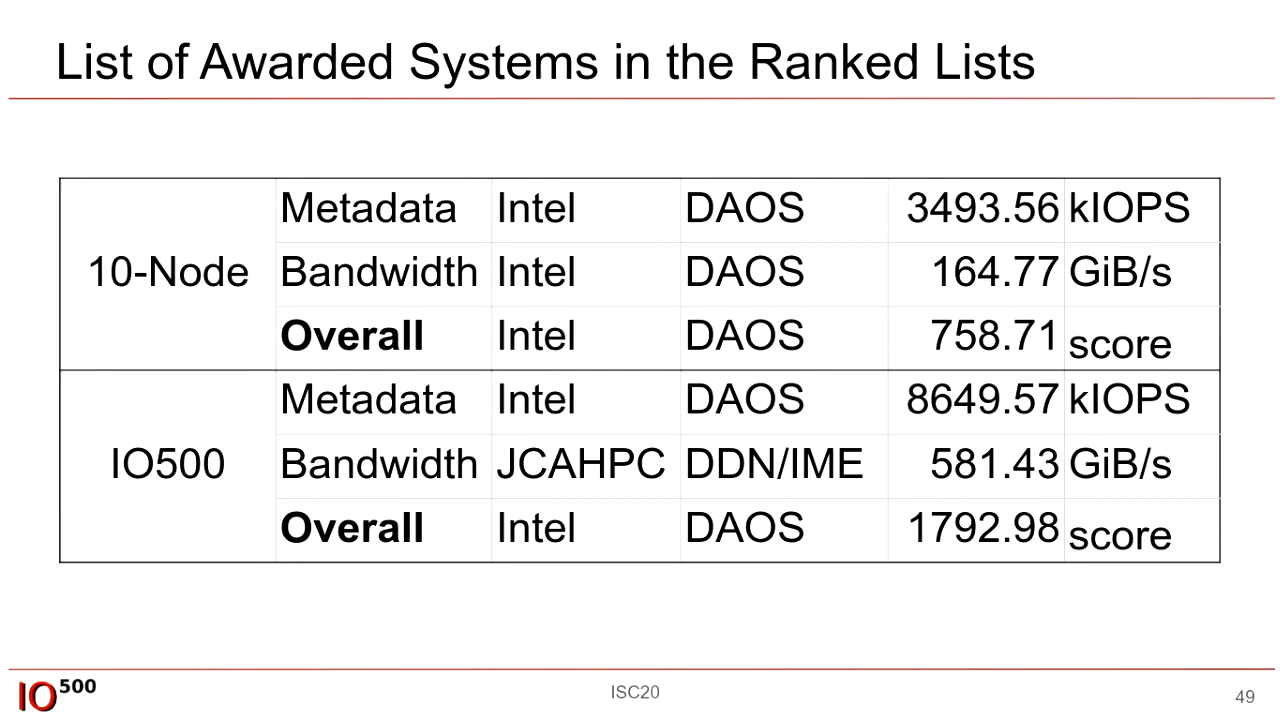 List of Awarded Systems in the Ranked Lists
10-Node
Metadata Intel DAOS 3493.56 kIOPS
Bandwidth Intel DAOS 164.77 GiB/s
Overall Intel DAOS 758.71 score
IO500
Metadata Intel DAOS 8649.57 kIOPS
Bandwidth JCAHPC DDN/IME 581.43 GiB/s
Overall Intel DAOS 1792.98 score
IO500
ISC20
49